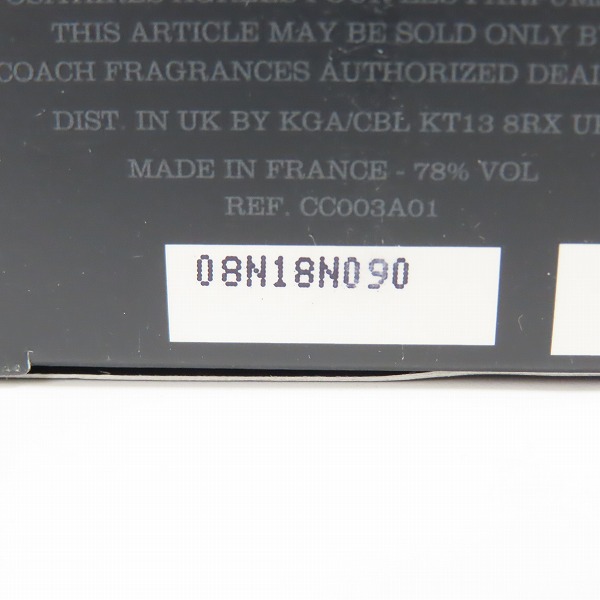 THIS ARTICLE MAY BE SOLD ONLY B
COACH FRAGRANCES AUTHORIZED DEAL
DIST. IN UK BY KGA/CBL KT13 8RX U
MADE IN FRANCE - 78% VOL
REF. CC003A01
08N18N090